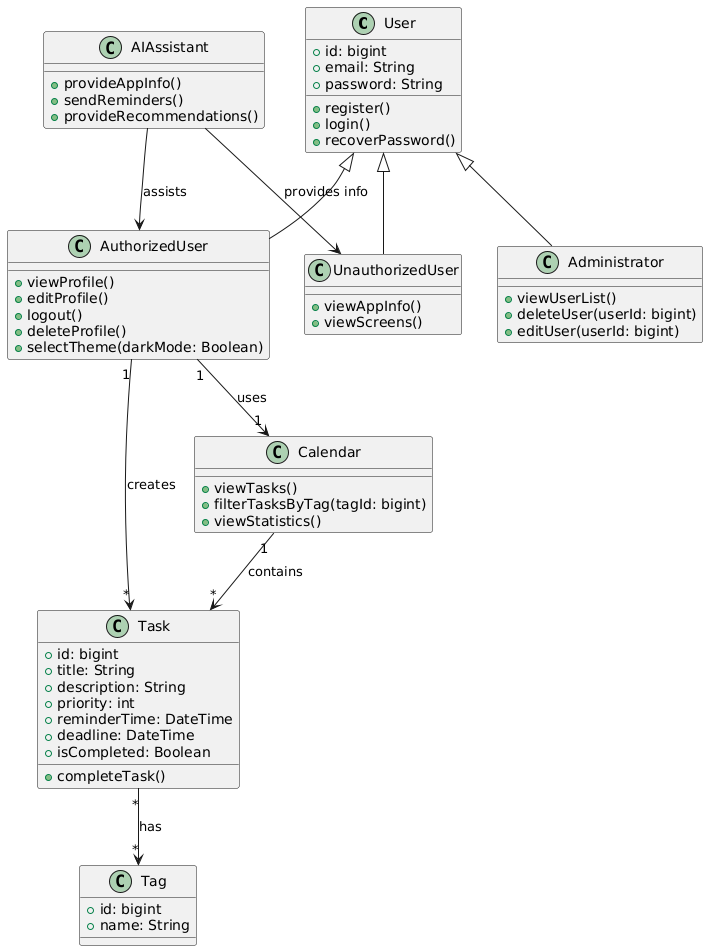 C AIAssistant
provideAppInfo()
sendReminders()
provideRecommendations()
C User
id: bigint
email: String
password: String
register()
login()
recoverPassword()
assists
provides info
C AuthorizedUser
viewProfile()
editProfile()
logout()
deleteProfile()
selectTheme(darkMode: Boolean)
C UnauthorizedUser
viewAppInfo()
viewScreens()
C Administrator
viewUserList()
deleteUser(userId: bigint)
editUser(userId: bigint)
1
1
uses
1
C Calendar
viewTasks()
filterTasksByTag(tagId: bigint)
viewStatistics()
creates
1
contains
*
*
C Task
id: bigint
title: String
description: String
priority: int
reminderTime: DateTime
deadline: DateTime
isCompleted: Boolean
completeTask()
*
has
*
C Tag
id: bigint
name: String